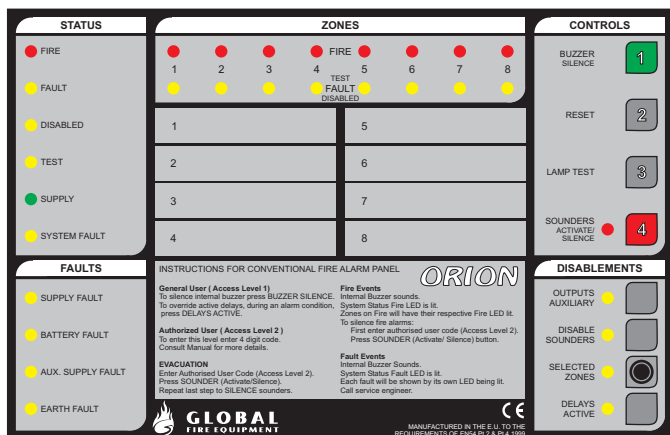 STATUS
FIRE
FAULT
DISABLED
TEST
SUPPLY
SYSTEM FAULT
ZONES
FIRE
1 2 3 4 5 6 7 8
TEST
FAULT
DISABLED
1 5
2 6
3 7
4 8
CONTROLS
BUZZER
SILENCE
1
RESET
2
LAMP TEST
3
SOUNDERS
ACTIVATE/
SILENCE
4
FAULTS
SUPPLY FAULT
BATTERY FAULT
AUX. SUPPLY FAULT
EARTH FAULT
INSTRUCTIONS FOR CONVENTIONAL FIRE ALARM PANEL
ORION
General User ( Access Level 1)
To silence internal buzzer press BUZZER SILENCE.
To override active delays, during an alarm condition,
press DELAYS ACTIVE.
Authorized User ( Access Level 2 )
To enter this level enter 4 digit code.
Consult Manual for more details.
EVACUATION
Enter Authorised User Code (Access Level 2).
Press SOUNDER (Activate/Silence).
Repeat last step to SILENCE sounders.
Fire Events
Internal Buzzer sounds.
System Status Fire LED is lit.
Zones on Fire will have their respective Fire LED lit.
To silence fire alarms:
First enter authorised user code (Access Level 2).
Press SOUNDER (Activate/ Silence) button.
Fault Events
Internal Buzzer Sounds.
System Status Fault LED is lit.
Each fault will be shown by its own LED being lit.
Call service engineer.
GLOBAL
FIRE EQUIPMENT
CE
MANUFACTURED IN THE E.U. TO THE
REQUIREMENTS OF EN54 Pt.2 & Pt.4 1999
DISABLEMENTS
OUTPUTS
AUXILIARY
DISABLE
SOUNDERS
SELECTED
ZONES
DELAYS
ACTIVE